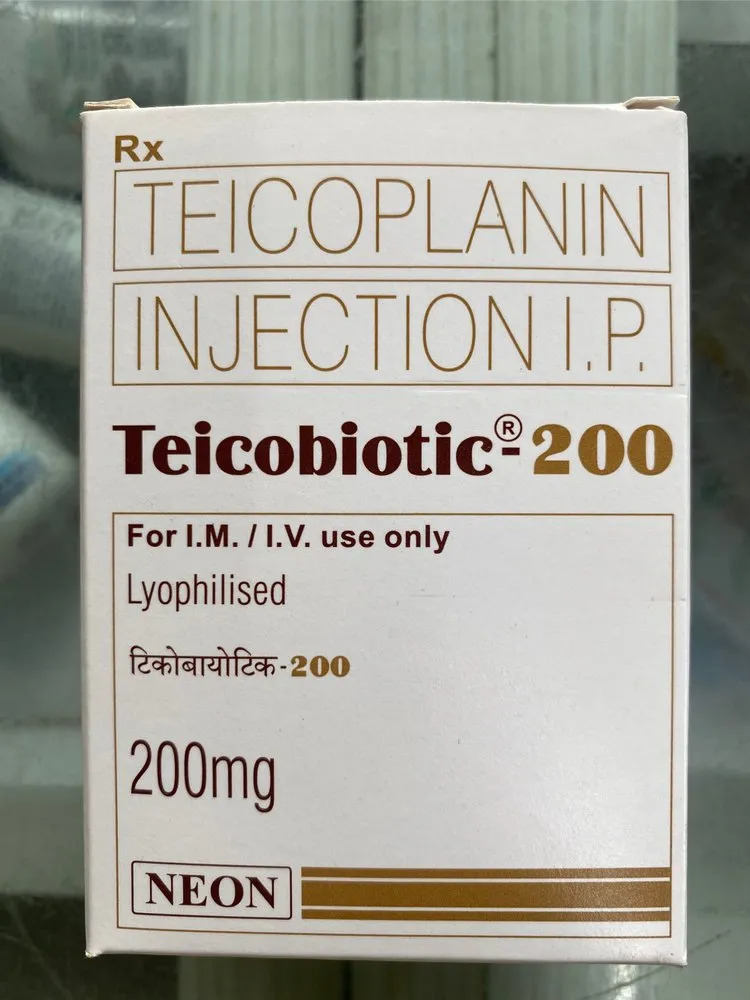 Rx
TEICOPLANIN
INJECTION I.P.
Teicobiotic®-200
For I.M. / I.V. use only
Lyophilised
टिकोबायोटिक-200
200mg
NEON